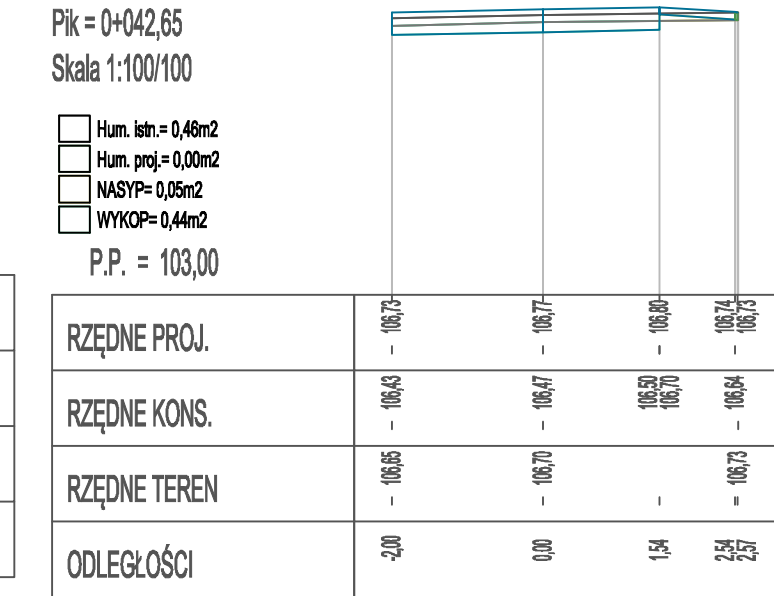 Pik = 0+042,65
Skala 1:100/100
Hum. istn.= 0,46m2
Hum. proj.= 0,00m2
NASYP= 0,05m2
WYKOP= 0,44m2
P.P. = 103,00
RZĘDNE PROJ. 106,73 106,77 106,80 106,74 106,73
RZĘDNE KONS. 106,43 106,47 106,50 106,70 106,64
RZĘDNE TEREN 106,65 106,70 106,73
ODLEGŁOŚCI -2,00 0,00 1,54 2,54 2,57